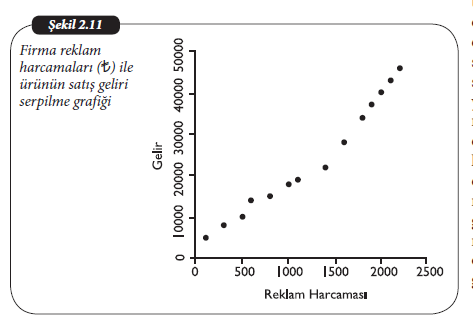 Şekil 2.11
Firma reklam
harcamaları (₺) ile
ürünün satış geliri
serpilme grafiği
Gelir
50000
40000
30000
20000
10000
0
0 500 1000 1500 2000 2500
Reklam Harcaması